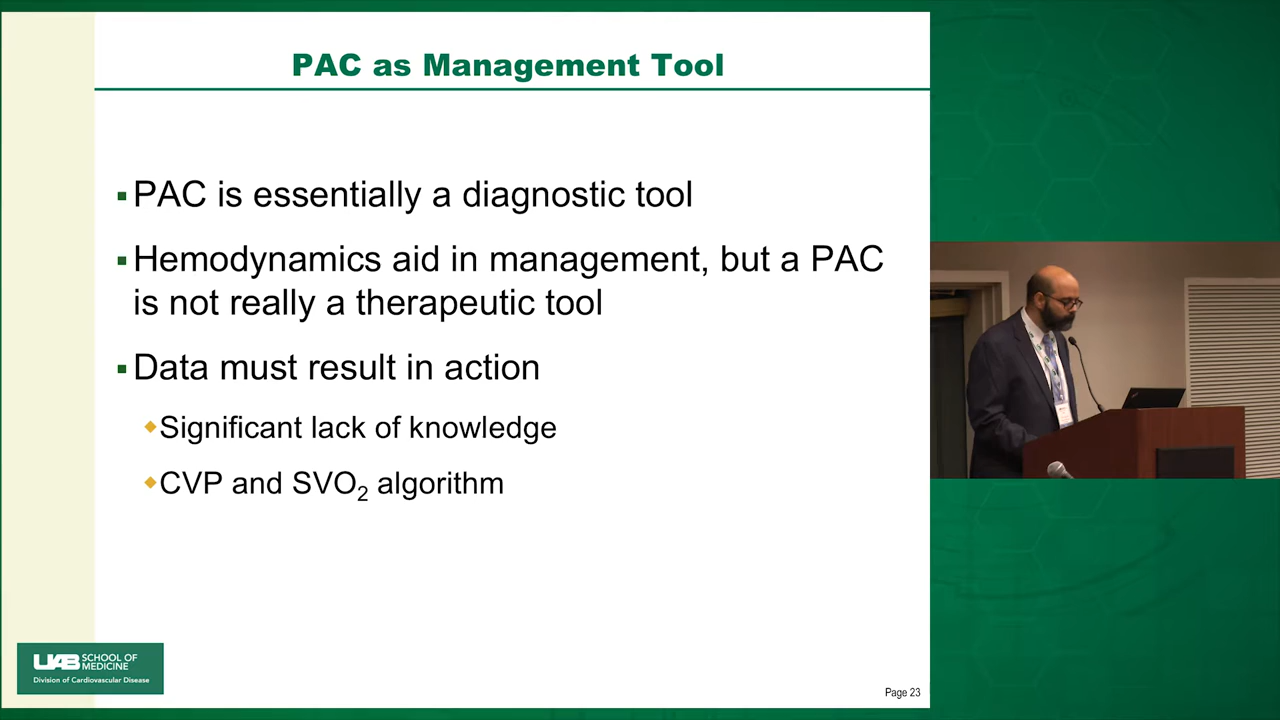 PAC as Management Tool
▪PAC is essentially a diagnostic tool
▪Hemodynamics aid in management, but a PAC
is not really a therapeutic tool
▪Data must result in action
◆Significant lack of knowledge
◆CVP and SVO₂ algorithm
UAB SCHOOL OF
MEDICINE
Division of Cardiovascular Disease
Page 23